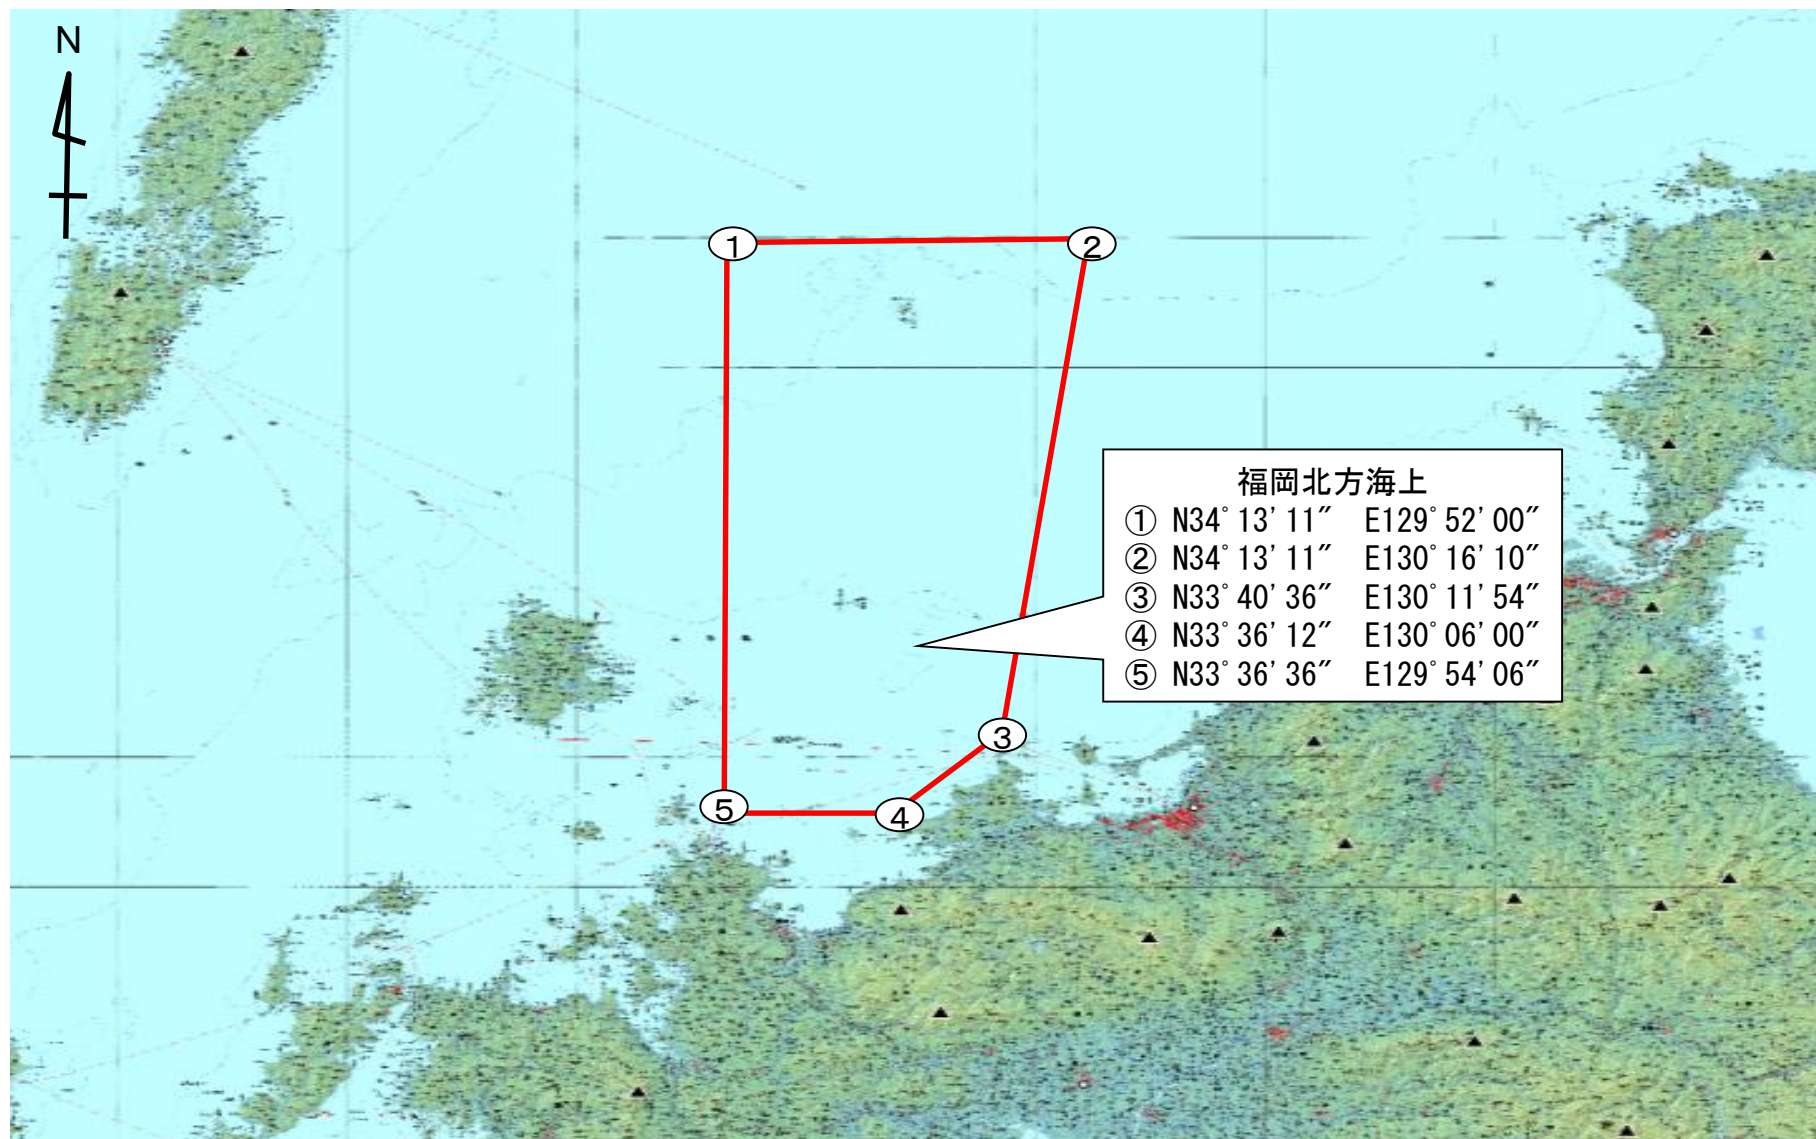 N
①
②
福岡北方海上
① N34°13'11″ E129°52'00″
② N34°13'11″ E130°16'10″
③ N33°40'36″ E130°11'54″
④ N33°36'12″ E130°06'00″
⑤ N33°36'36″ E129°54'06″
③
⑤
④